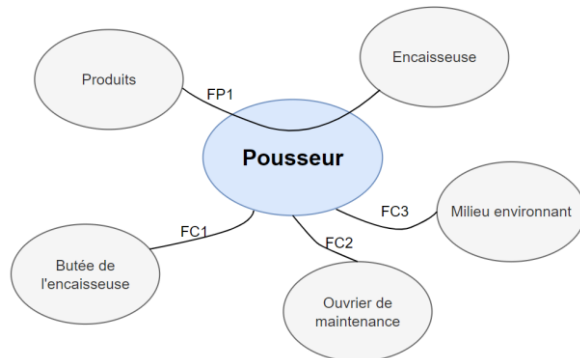 Encaisseuse
Produits
FP1
Pousseur
FC3
Milieu environnant
FC1
FC2
Butée de
l'encaisseuse
Ouvrier de
maintenance